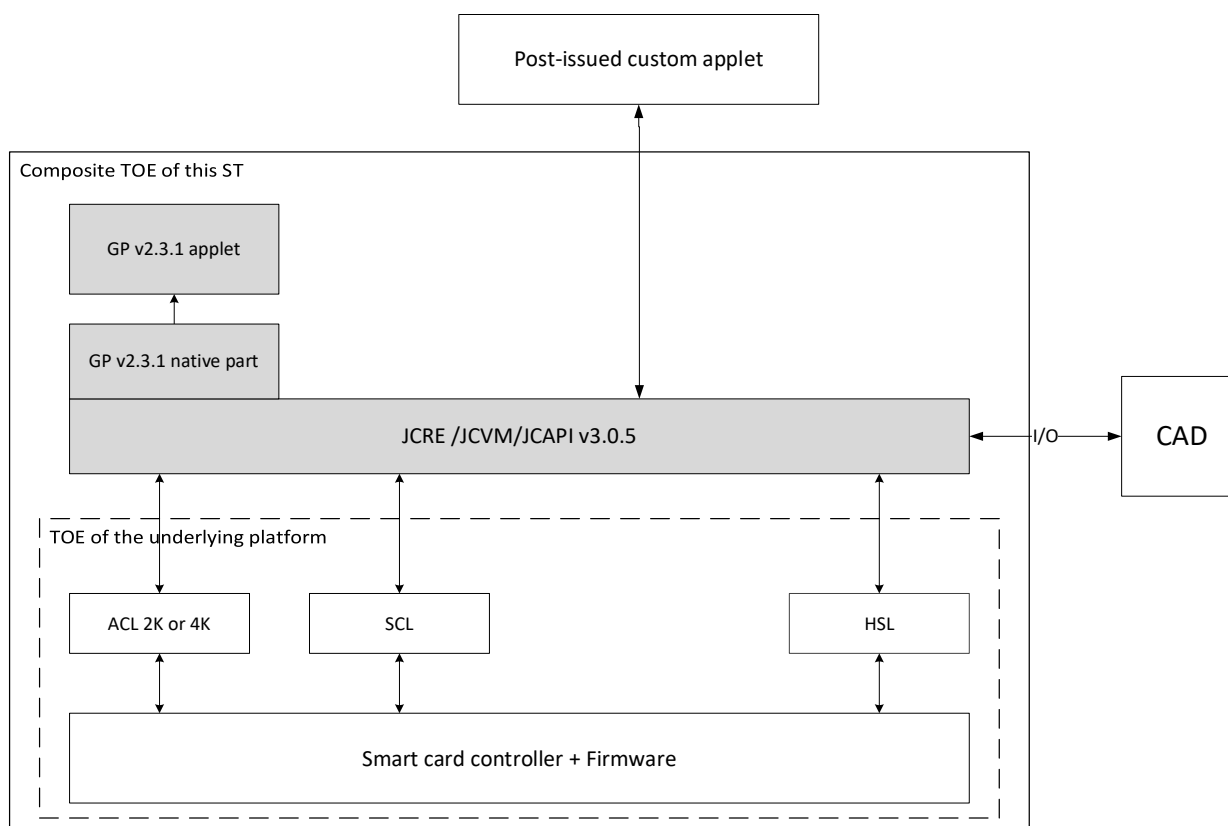 Post-issued custom applet
Composite TOE of this ST
GP v2.3.1 applet
GP v2.3.1 native part
JCRE /JCVM/JCAPI v3.0.5
I/O
CAD
TOE of the underlying platform
ACL 2K or 4K
SCL
HSL
Smart card controller + Firmware